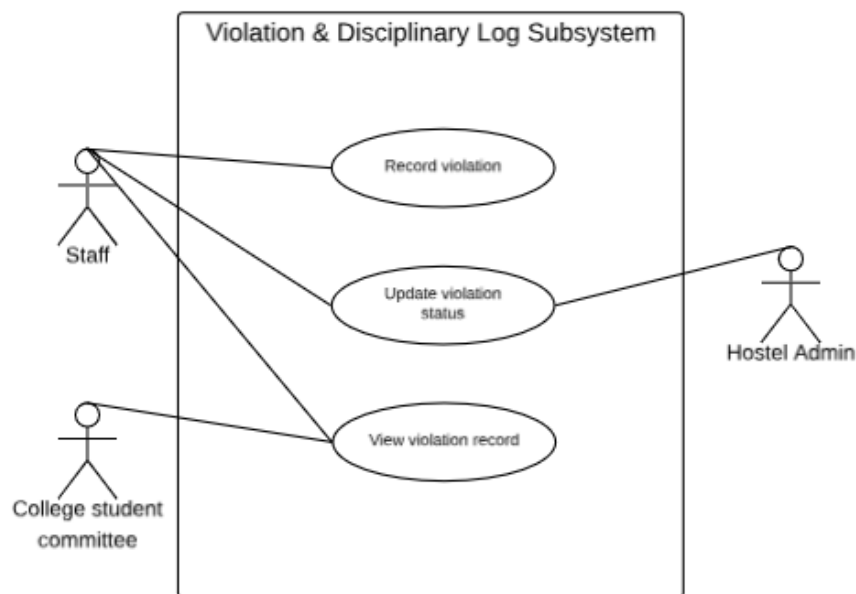 Violation & Disciplinary Log Subsystem
Record violation
Staff
Update violation
status
Hostel Admin
View violation record
College student
committee